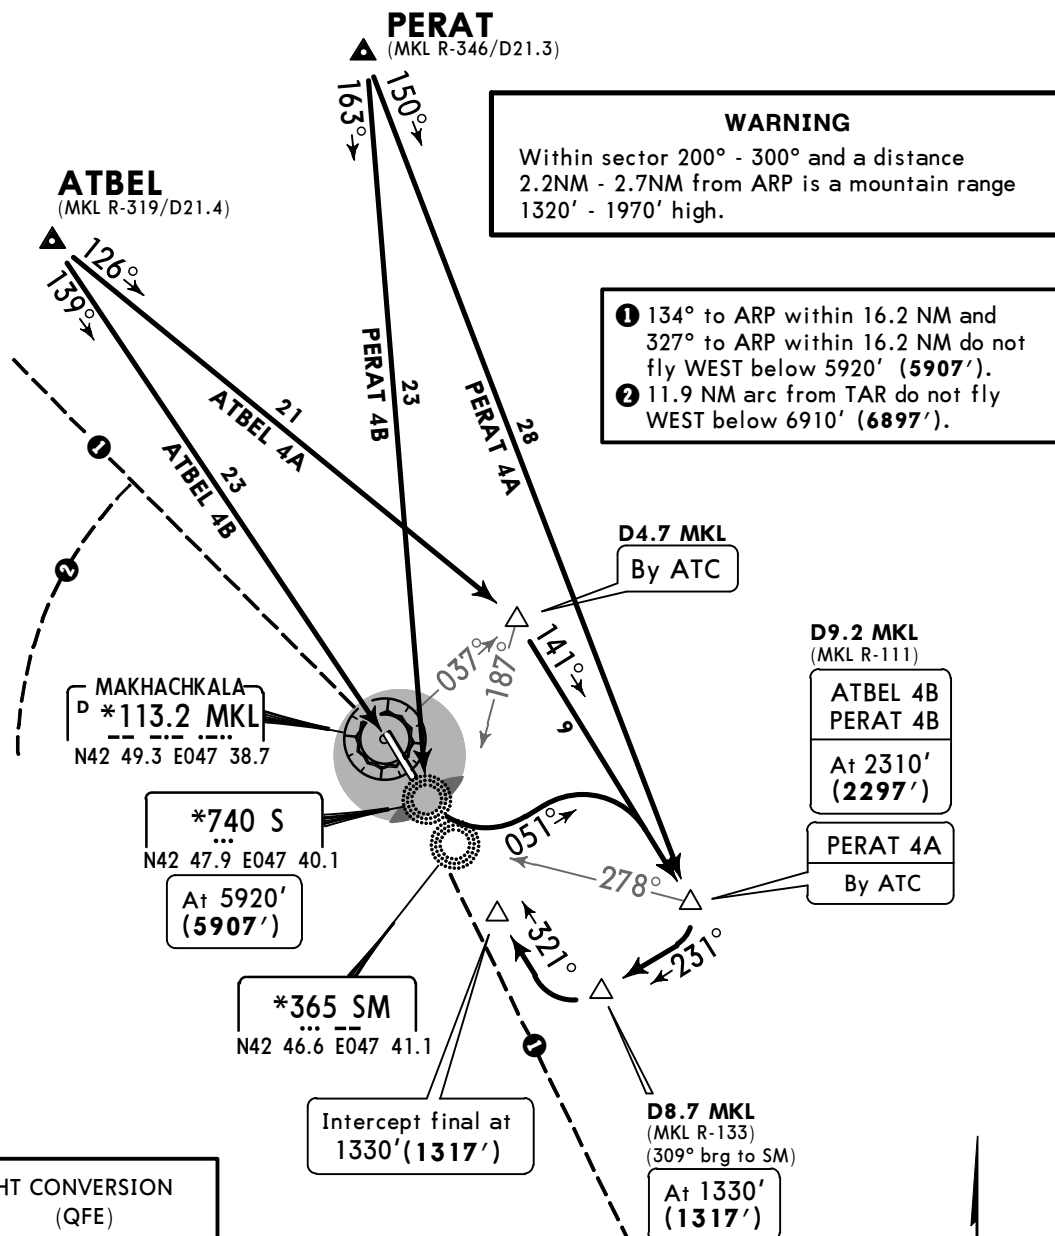 PERAT
(MKL R-346/D21.3)
163°
150°
WARNING
Within sector 200° - 300° and a distance
2.2NM - 2.7NM from ARP is a mountain range
1320' - 1970' high.
ATBEL
(MKL R-319/D21.4)
126°
139°
❶ 134° to ARP within 16.2 NM and
327° to ARP within 16.2 NM do not
fly WEST below 5920' (5907').
❷ 11.9 NM arc from TAR do not fly
WEST below 6910' (6897').
PERAT 4B
23
PERAT 4A
28
ATBEL 4A
21
ATBEL 4B
23
❶
❷
D4.7 MKL
By ATC
037°
187°
141°
9
D9.2 MKL
(MKL R-111)
ATBEL 4B
PERAT 4B
At 2310'
(2297')
PERAT 4A
By ATC
MAKHACHKALA
D *113.2 MKL
N42 49.3 E047 38.7
*740 S
N42 47.9 E047 40.1
At 5920'
(5907')
051°
278°
321°
231°
*365 SM
N42 46.6 E047 41.1
❶
Intercept final at
1330'(1317')
D8.7 MKL
(MKL R-133)
(309° brg to SM)
At 1330'
(1317')
HT CONVERSION
(QFE)